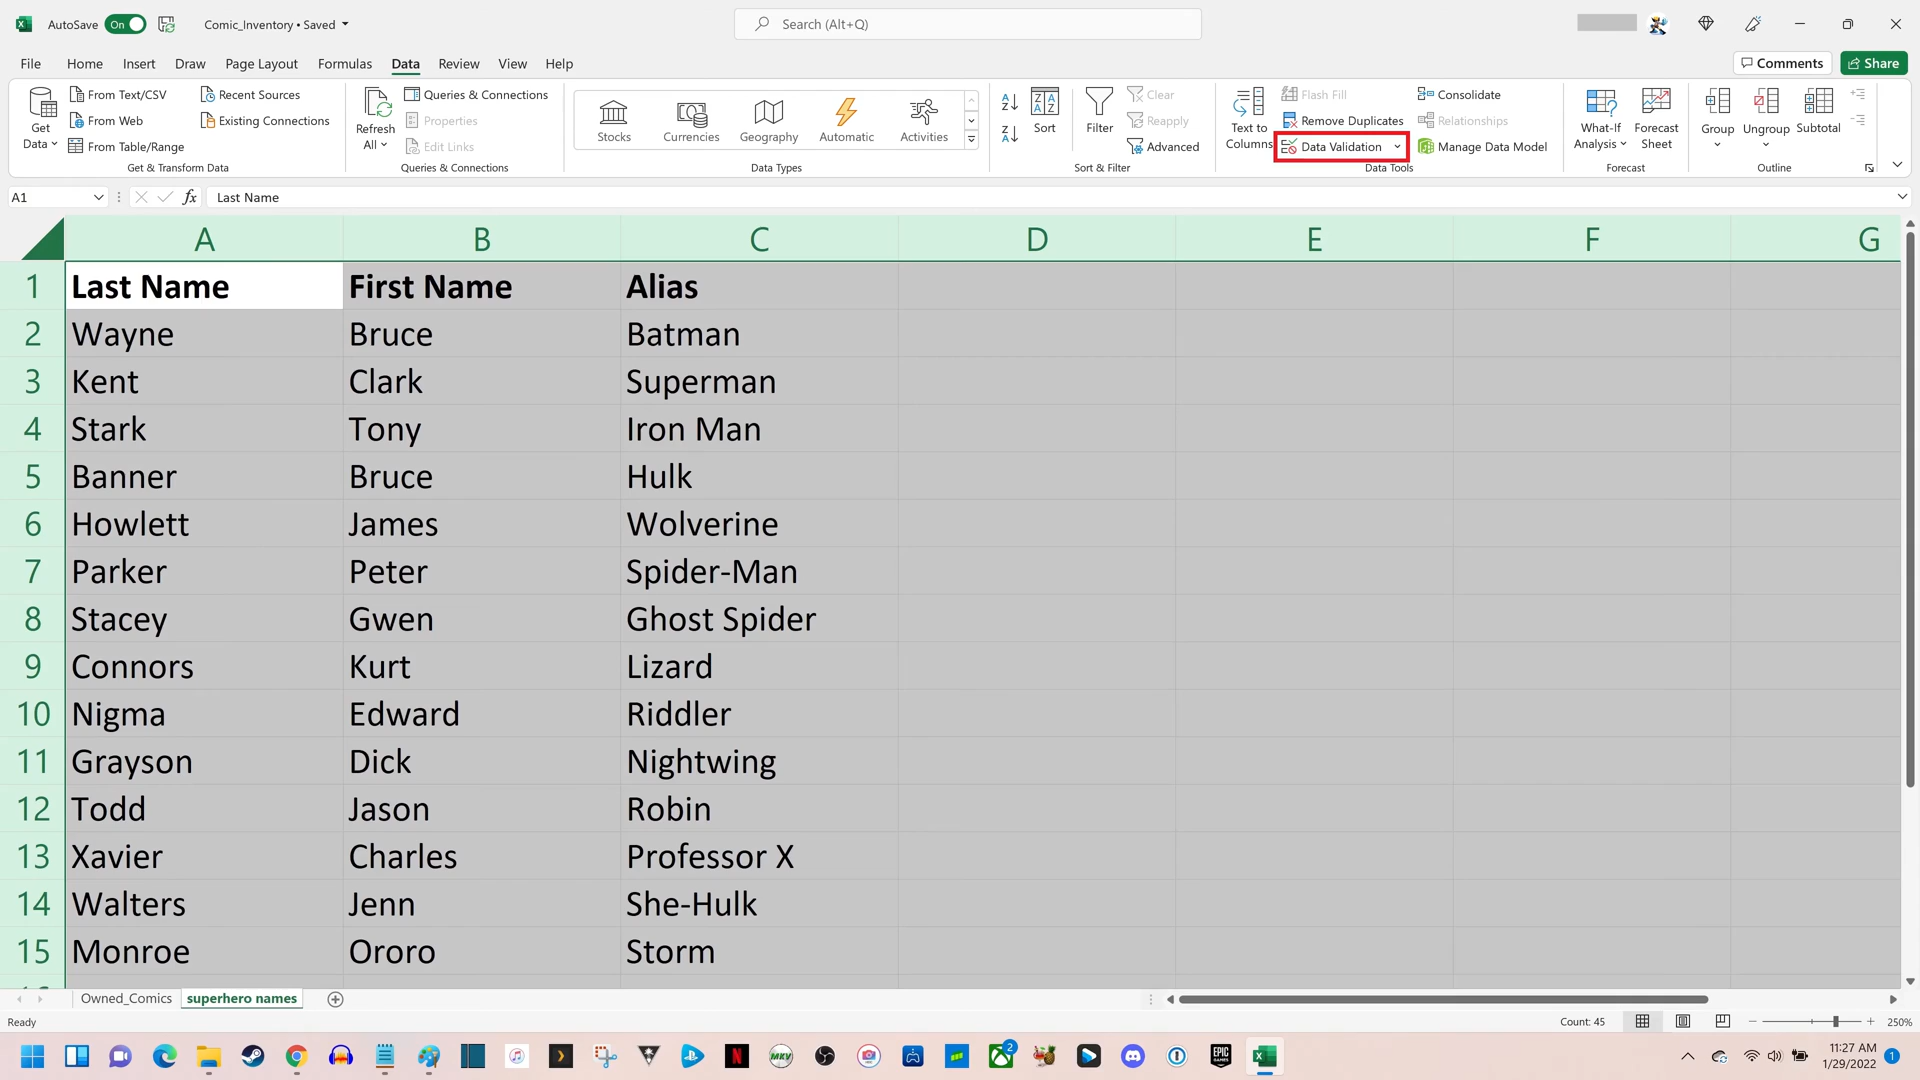 AutoSave On Comic_Inventory • Saved Search (Alt+Q)
File Home Insert Draw Page Layout Formulas Data Review View Help Comments Share
Get Data
From Text/CSV
From Web
From Table/Range
Recent Sources
Existing Connections
Get & Transform Data
Refresh All
Queries & Connections
Properties
Edit Links
Queries & Connections
Stocks Currencies Geography Automatic Activities
Data Types
Sort
Filter
Clear
Reapply
Advanced
Sort & Filter
Text to Columns
Flash Fill
Remove Duplicates
Data Validation
Consolidate
Relationships
Manage Data Model
Data Tools
What-If Analysis
Forecast Sheet
Forecast
Group Ungroup Subtotal
Outline
A1 fx Last Name
A B C D E F G
1 Last Name First Name Alias
2 Wayne Bruce Batman
3 Kent Clark Superman
4 Stark Tony Iron Man
5 Banner Bruce Hulk
6 Howlett James Wolverine
7 Parker Peter Spider-Man
8 Stacey Gwen Ghost Spider
9 Connors Kurt Lizard
10 Nigma Edward Riddler
11 Grayson Dick Nightwing
12 Todd Jason Robin
13 Xavier Charles Professor X
14 Walters Jenn She-Hulk
15 Monroe Ororo Storm
Owned_Comics superhero names
Ready Count: 45 250%
MKV 2 EPIC GAMES 11:27 AM 1
1/29/2022